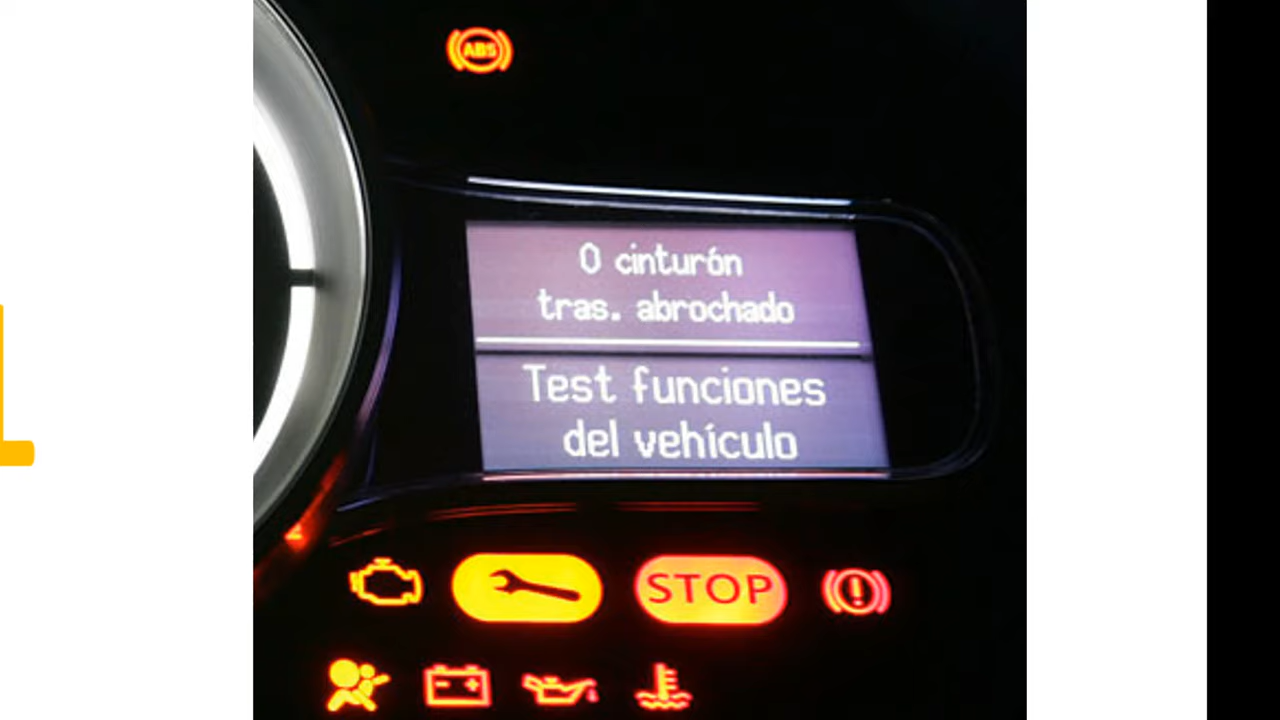 ABS
0 cinturón
tras. abrochado
Test funciones
del vehículo
STOP